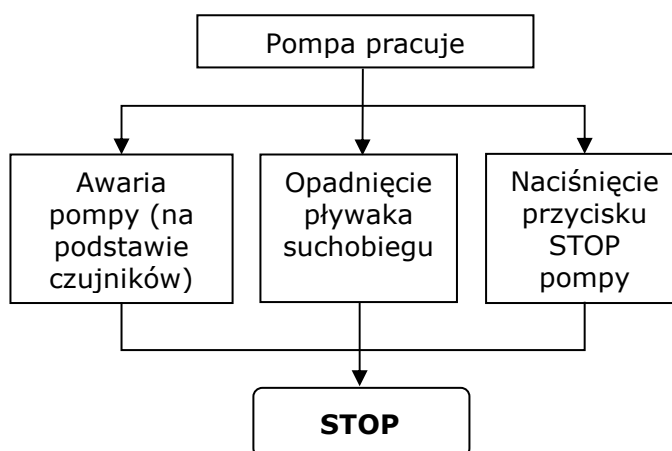 Pompa pracuje
Awaria
pompy (na
podstawie
czujników)
Opadnięcie
pływaka
suchobiegu
Naciśnięcie
przycisku
STOP
pompy
STOP